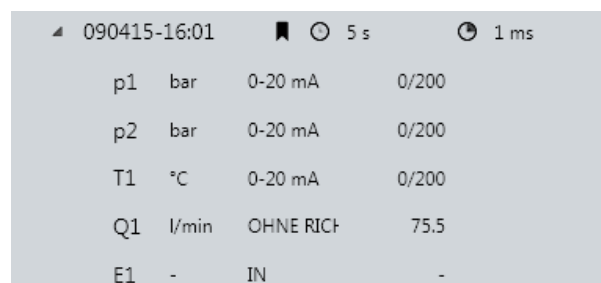 090415-16:01 5 s 1 ms
p1 bar 0-20 mA 0/200
p2 bar 0-20 mA 0/200
T1 °C 0-20 mA 0/200
Q1 l/min OHNE RICH 75.5
E1 - IN -